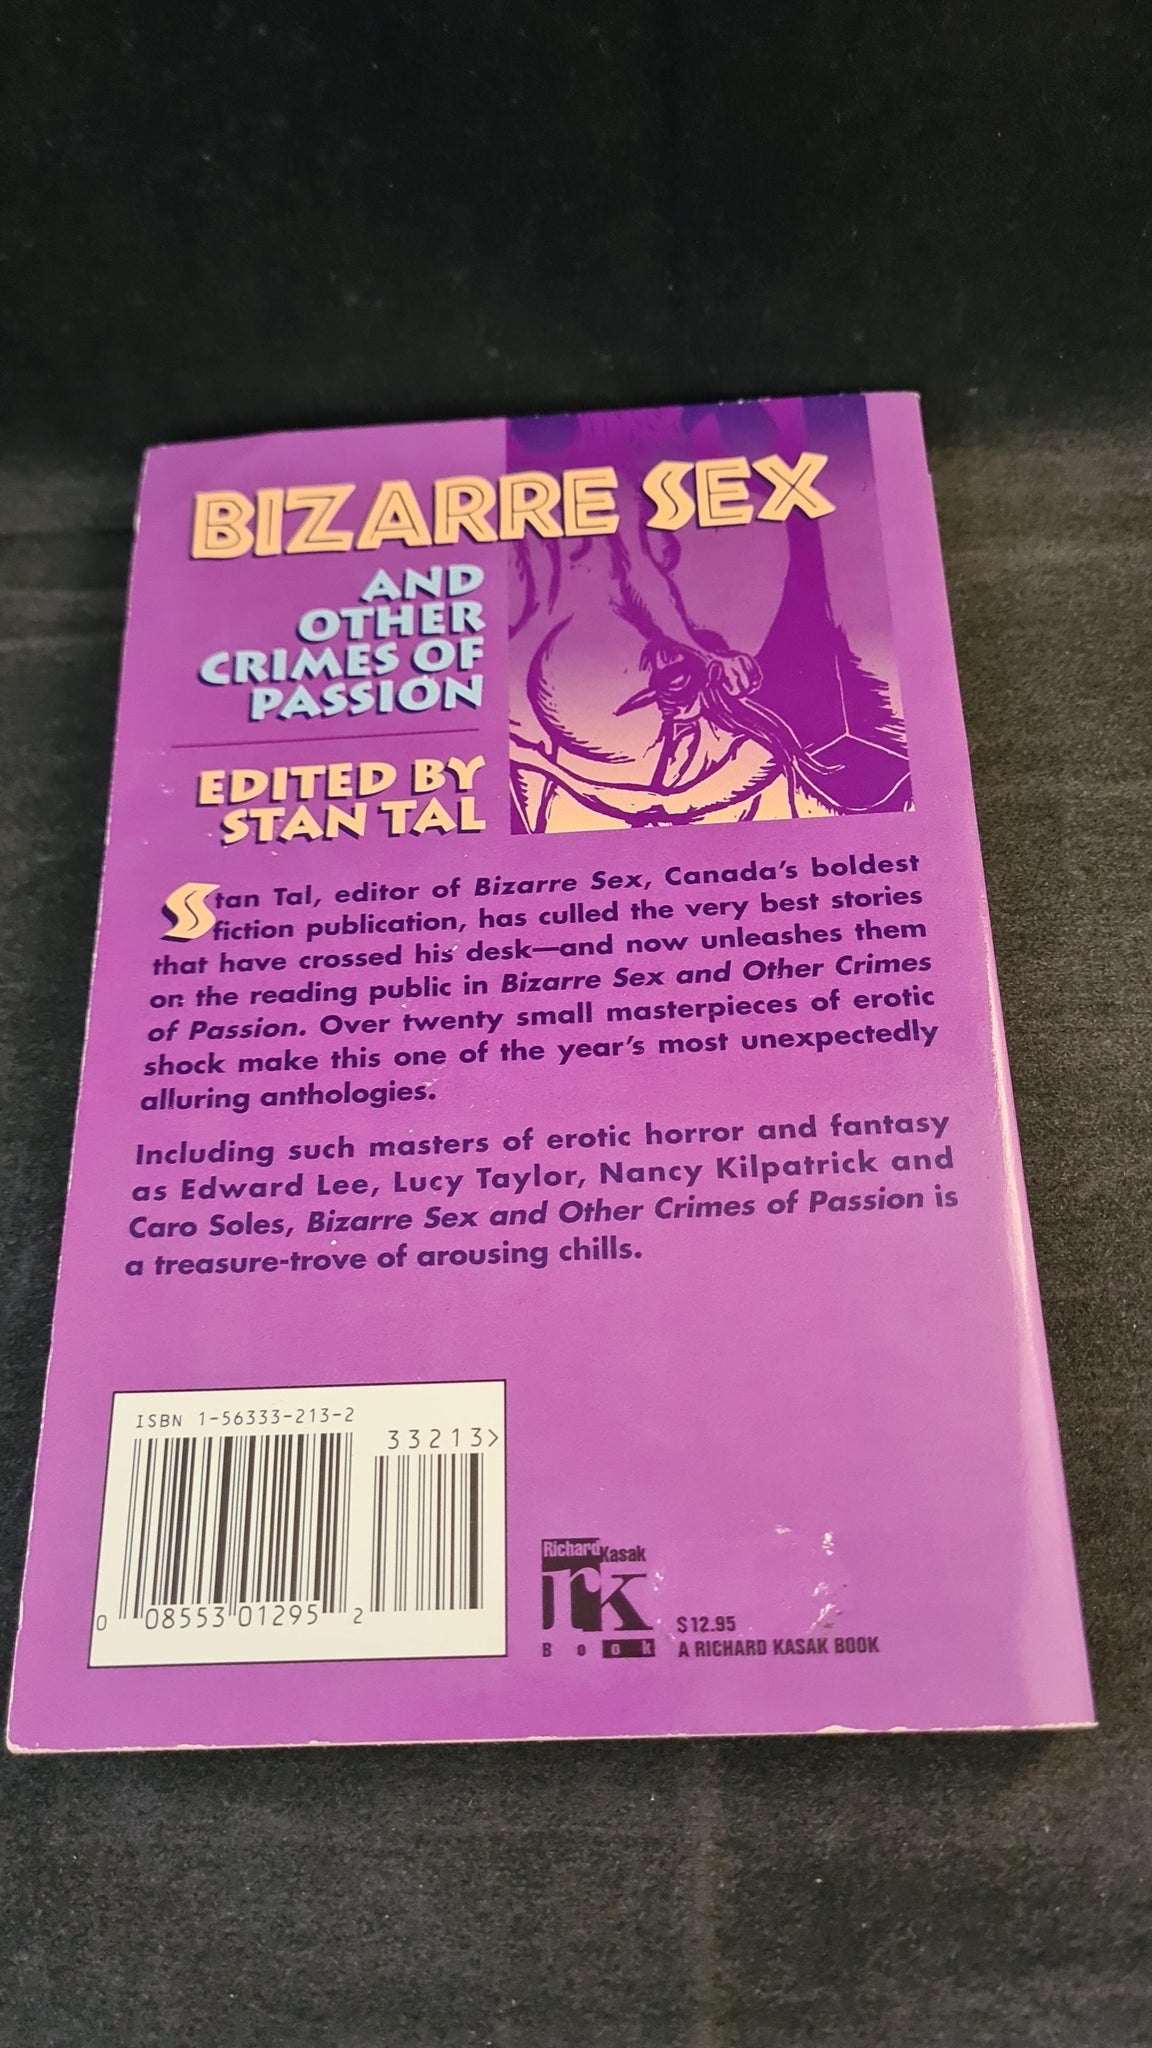 BIZARRE SEX
AND
OTHER
CRIMES OF
PASSION
EDITED BY
STAN TAL
Stan Tal, editor of Bizarre Sex, Canada's boldest
fiction publication, has culled the very best stories
that have crossed his desk—and now unleashes them
on the reading public in Bizarre Sex and Other Crimes
of Passion. Over twenty small masterpieces of erotic
shock make this one of the year's most unexpectedly
alluring anthologies.
Including such masters of erotic horror and fantasy
as Edward Lee, Lucy Taylor, Nancy Kilpatrick and
Caro Soles, Bizarre Sex and Other Crimes of Passion is
a treasure-trove of arousing chills.
ISBN 1-56333-213-2
33213>
0 08553 01295 2
Richard Kasak
rK
Book
$12.95
A RICHARD KASAK BOOK